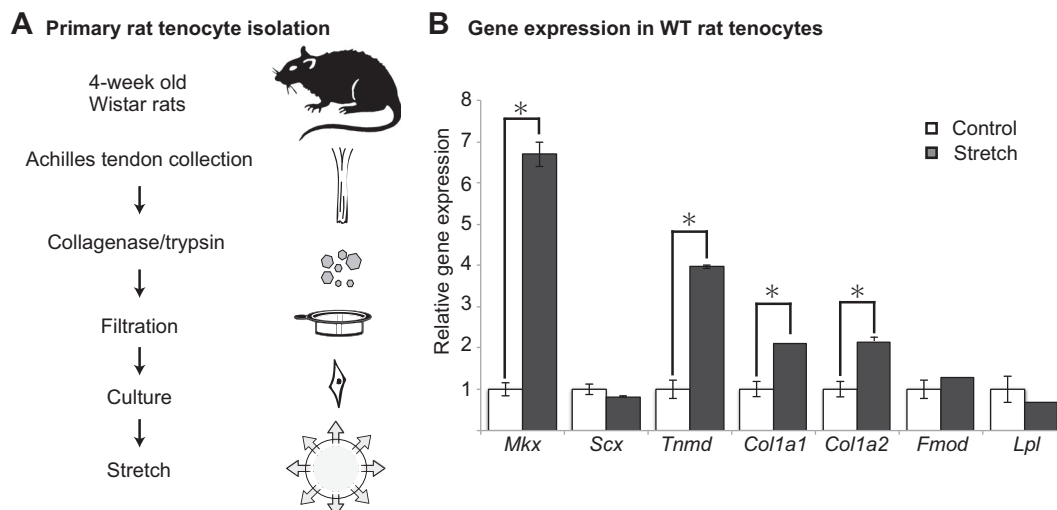 A Primary rat tenocyte isolation
4-week old
Wistar rats
Achilles tendon collection
Collagenase/trypsin
Filtration
Culture
Stretch
B Gene expression in WT rat tenocytes
Relative gene expression
8
7
6
5
4
3
2
1
Control
Stretch
* * * *
Mkx Scx Tnmd Col1a1 Col1a2 Fmod Lpl